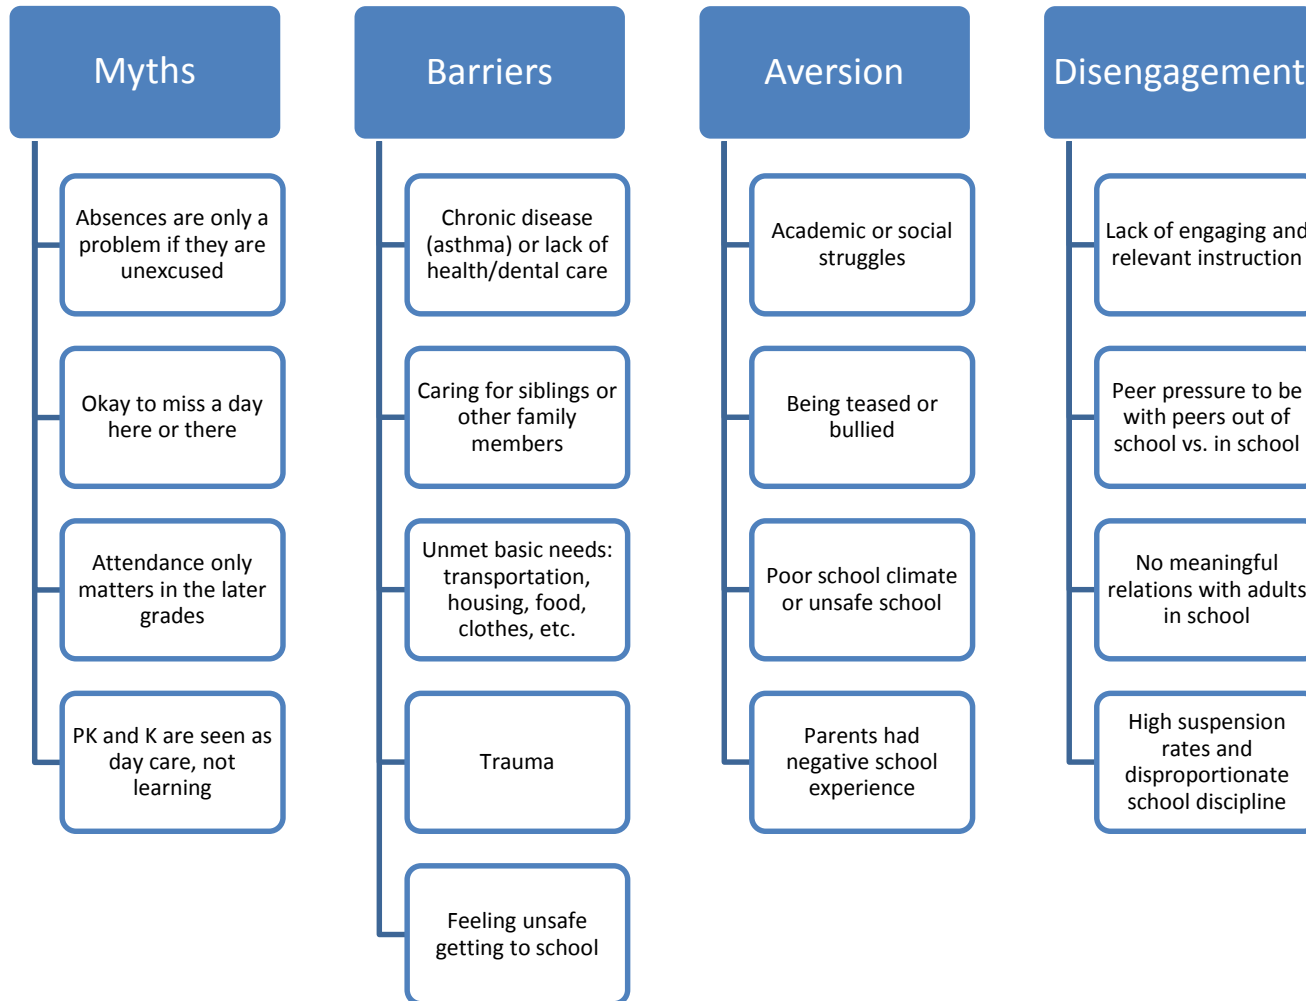 Myths
Absences are only a
problem if they are
unexcused
Okay to miss a day
here or there
Attendance only
matters in the later
grades
PK and K are seen as
day care, not
learning
Barriers
Chronic disease
(asthma) or lack of
health/dental care
Caring for siblings or
other family
members
Unmet basic needs:
transportation,
housing, food,
clothes, etc.
Trauma
Feeling unsafe
getting to school
Aversion
Academic or social
struggles
Being teased or
bullied
Poor school climate
or unsafe school
Parents had
negative school
experience
Disengagement
Lack of engaging and
relevant instruction
Peer pressure to be
with peers out of
school vs. in school
No meaningful
relations with adults
in school
High suspension
rates and
disproportionate
school discipline